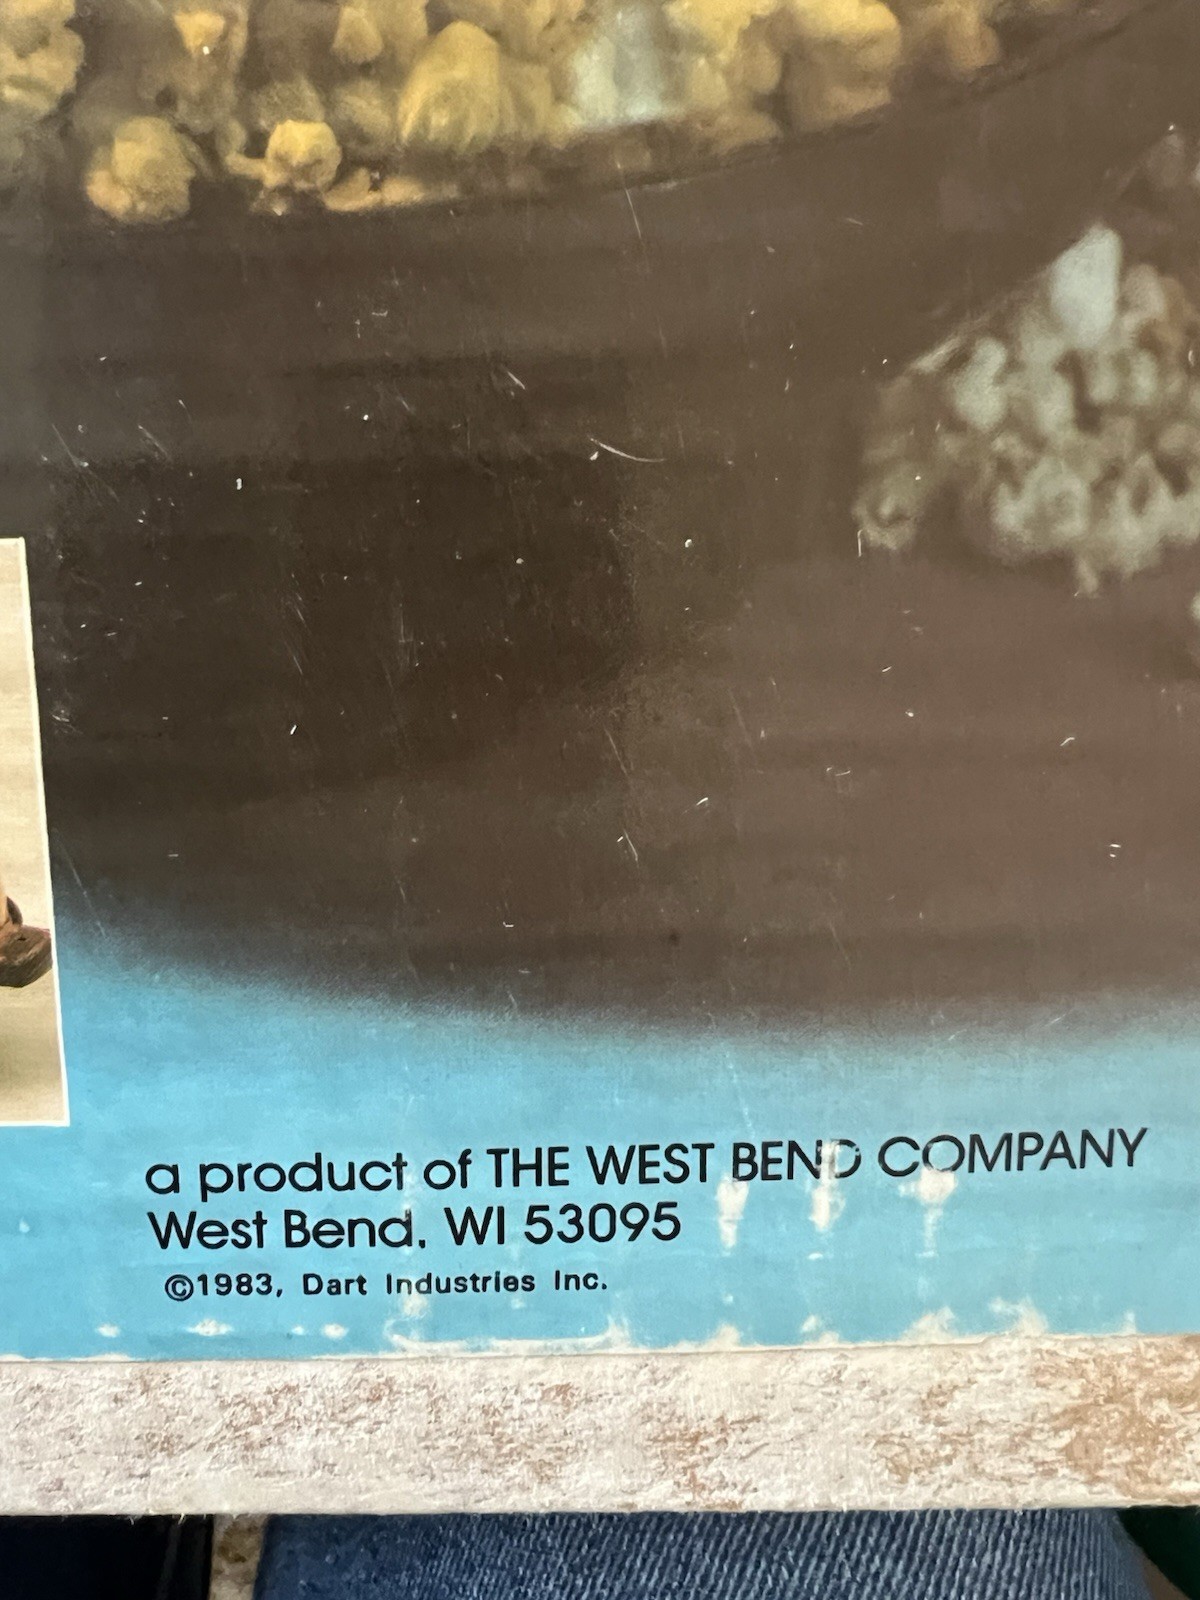 a product of THE WEST BEND COMPANY
West Bend, WI 53095
©1983, Dart Industries Inc.